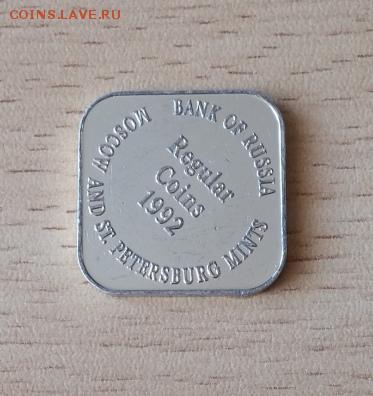 COINS.LAVE.RU
BANK OF RUSSIA
Regular
Coins
1992
MOSCOW AND ST. PETERSBURG MINTS